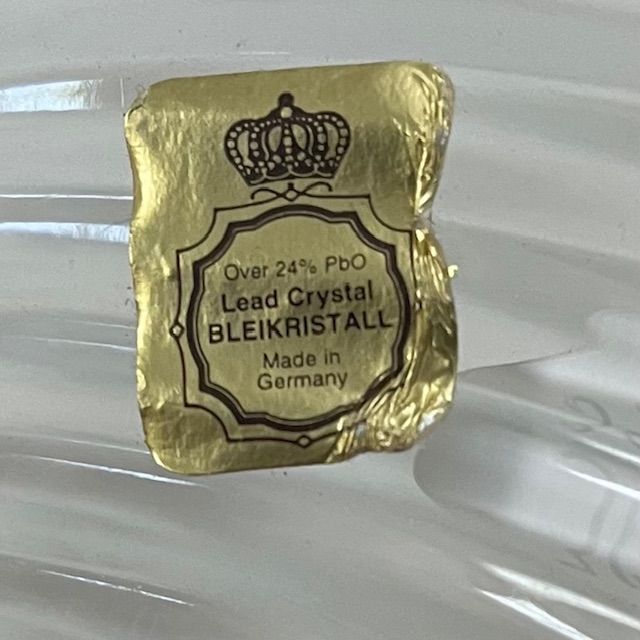 Over 24% PbO
Lead Crystal
BLEIKRISTALL
Made in
Germany